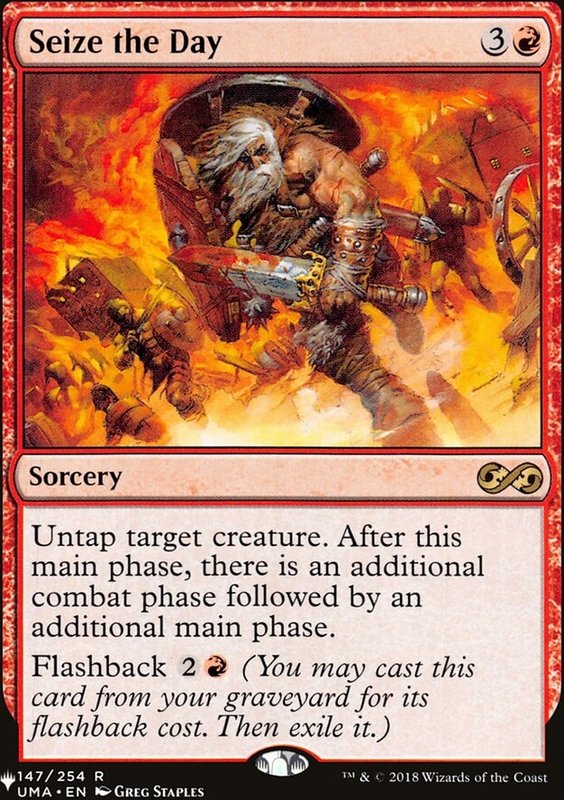 Seize the Day 3
Sorcery
Untap target creature. After this
main phase, there is an additional
combat phase followed by an
additional main phase.
Flashback 2 (You may cast this
card from your graveyard for its
flashback cost. Then exile it.)
147/254 R
UMA • EN Greg Staples
™ & © 2018 Wizards of the Coast